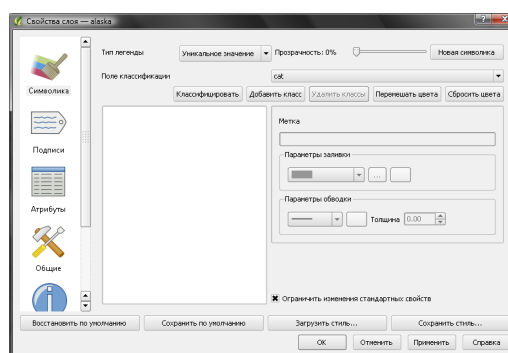 Свойства слоя — alaska
Тип легенды
Уникальное значение
Прозрачность: 0%
Новая символика
Поле классификации
cat
Классифицировать
Добавить класс
Удалить классы
Перемешать цвета
Сбросить цвета
Символика
Подписи
Атрибуты
Общие
Метка
Параметры заливки
...
Параметры обводки
Толщина
0.00
Ограничить изменения стандартных свойств
Восстановить по умолчанию
Сохранить по умолчанию
Загрузить стиль...
Сохранить стиль...
OK
Отменить
Применить
Справка